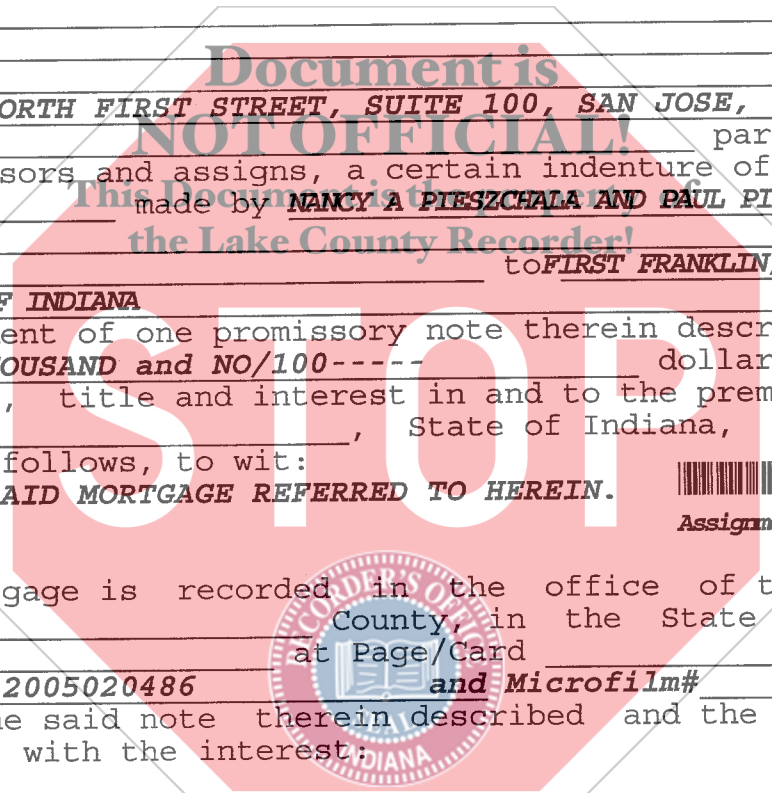 Document is
ORTH FIRST STREET, SUITE 100, SAN JOSE,
NOT OFFICIAL!
par
sors and assigns, a certain indenture of
This Document is the property of
made by NANCY A PIESZCHALA AND PAUL PI
the Lake County Recorder!
to FIRST FRANKLIN,
F INDIANA
ent of one promissory note therein descr
OUSAND and NO/100----- dollar
, title and interest in and to the prem
, State of Indiana,
follows, to wit:
AID MORTGAGE REFERRED TO HEREIN.
Assignm
STOP
gage is recorded in the office of t
County, in the State
at Page/Card
2005020486 and Microfilm#
e said note therein described and the
with the interest:
RECORDER'S OFFICE
SEAL
INDIANA